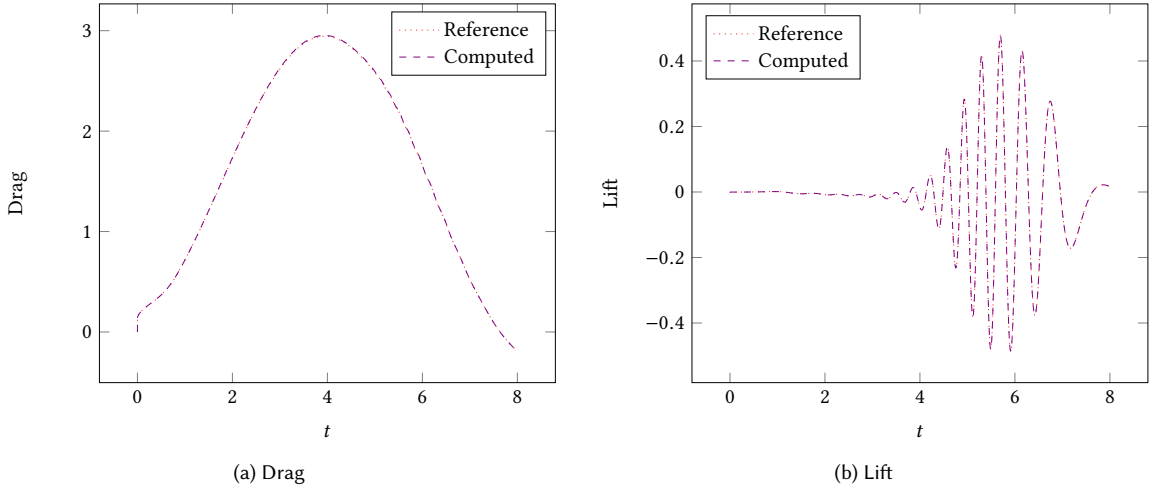 Reference
Computed
3
2
1
0
Drag
0 2 4 6 8
t
(a) Drag
Reference
Computed
0.4
0.2
0
−0.2
−0.4
Lift
0 2 4 6 8
t
(b) Lift